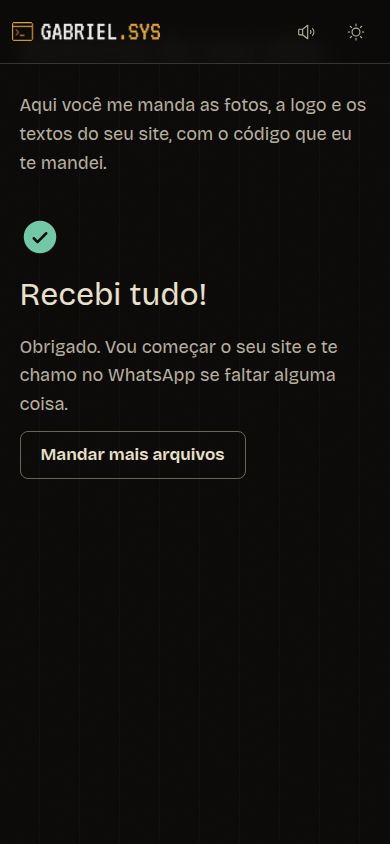 GABRIEL.SYS
Aqui você me manda as fotos, a logo e os
textos do seu site, com o código que eu
te mandei.
Recebi tudo!
Obrigado. Vou começar o seu site e te
chamo no WhatsApp se faltar alguma
coisa.
Mandar mais arquivos